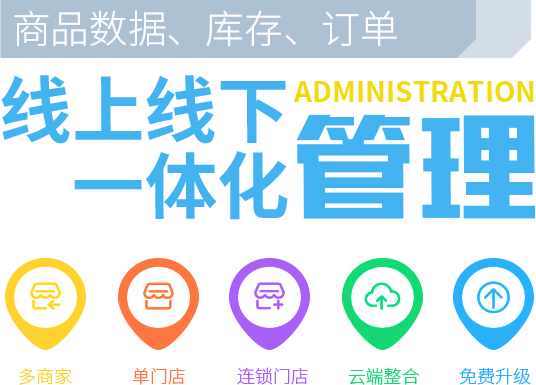 商品数据、库存、订单
线上线下
ADMINISTRATION
一体化管理
多商家
单门店
连锁门店
云端整合
免费升级